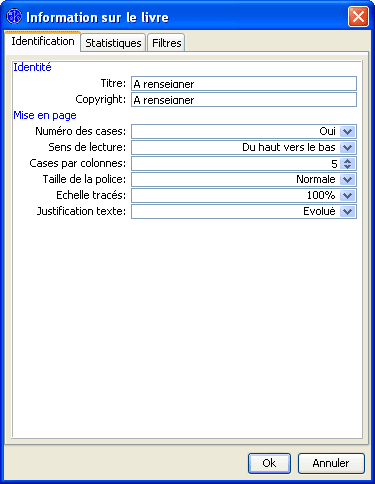 Information sur le livre
Identification Statistiques Filtres
Identité
Titre: A renseigner
Copyright: A renseigner
Mise en page
Numéro des cases: Oui
Sens de lecture: Du haut vers le bas
Cases par colonnes: 5
Taille de la police: Normale
Echelle tracés: 100%
Justification texte: Evolué
Ok Annuler